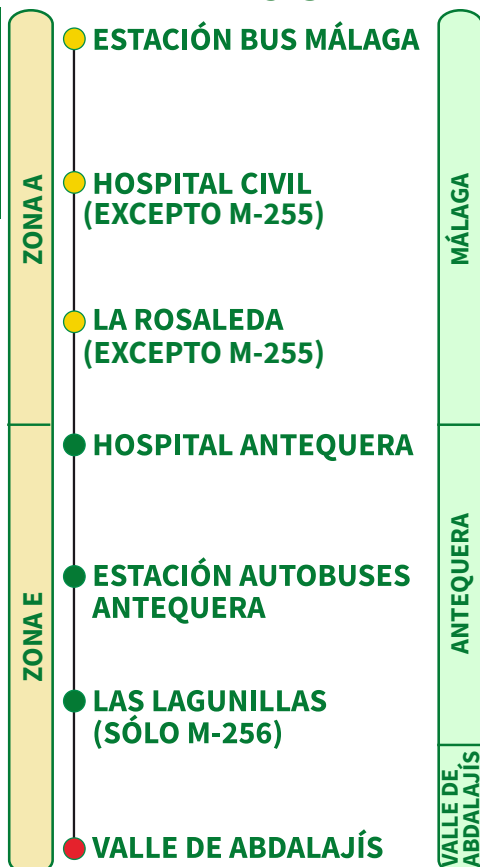 ESTACIÓN BUS MÁLAGA
HOSPITAL CIVIL
(EXCEPTO M-255)
LA ROSALEDA
(EXCEPTO M-255)
HOSPITAL ANTEQUERA
ESTACIÓN AUTOBUSES
ANTEQUERA
LAS LAGUNILLAS
(SÓLO M-256)
VALLE DE ABDALAJÍS
ZONA A
ZONA E
MÁLAGA
ANTEQUERA
VALLE DE
ABDALAJÍS